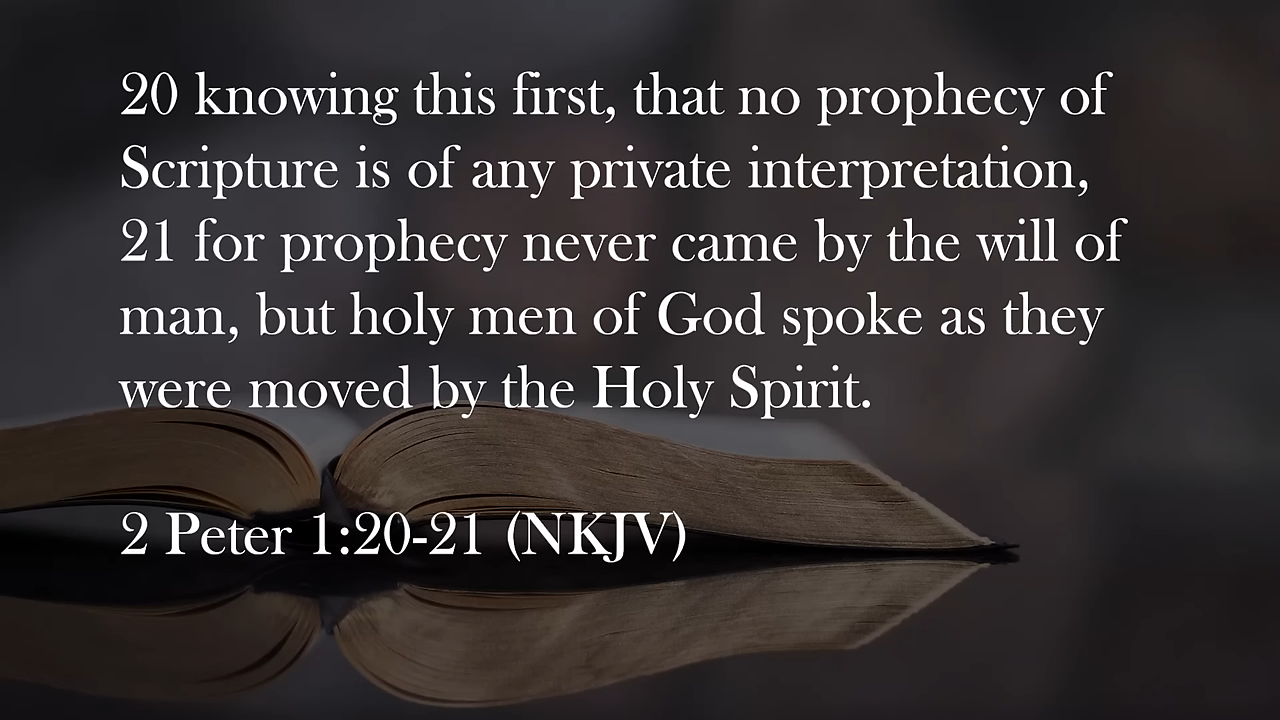 20 knowing this first, that no prophecy of
Scripture is of any private interpretation,
21 for prophecy never came by the will of
man, but holy men of God spoke as they
were moved by the Holy Spirit.
2 Peter 1:20-21 (NKJV)